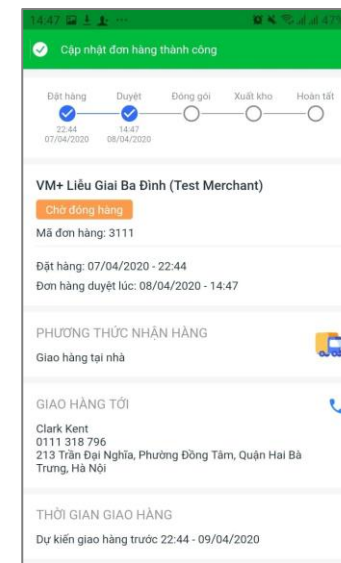 14:47 ... 47%
Cập nhật đơn hàng thành công
Đặt hàng Duyệt Đóng gói Xuất kho Hoàn tất
22:44 14:47
07/04/2020 08/04/2020
VM+ Liễu Giai Ba Đình (Test Merchant)
Chờ đóng hàng
Mã đơn hàng: 3111
Đặt hàng: 07/04/2020 - 22:44
Đơn hàng duyệt lúc: 08/04/2020 - 14:47
PHƯƠNG THỨC NHẬN HÀNG
Giao hàng tại nhà
GIAO HÀNG TỚI
Clark Kent
0111 318 796
213 Trần Đại Nghĩa, Phường Đồng Tâm, Quận Hai Bà
Trưng, Hà Nội
THỜI GIAN GIAO HÀNG
Dự kiến giao hàng trước 22:44 - 09/04/2020